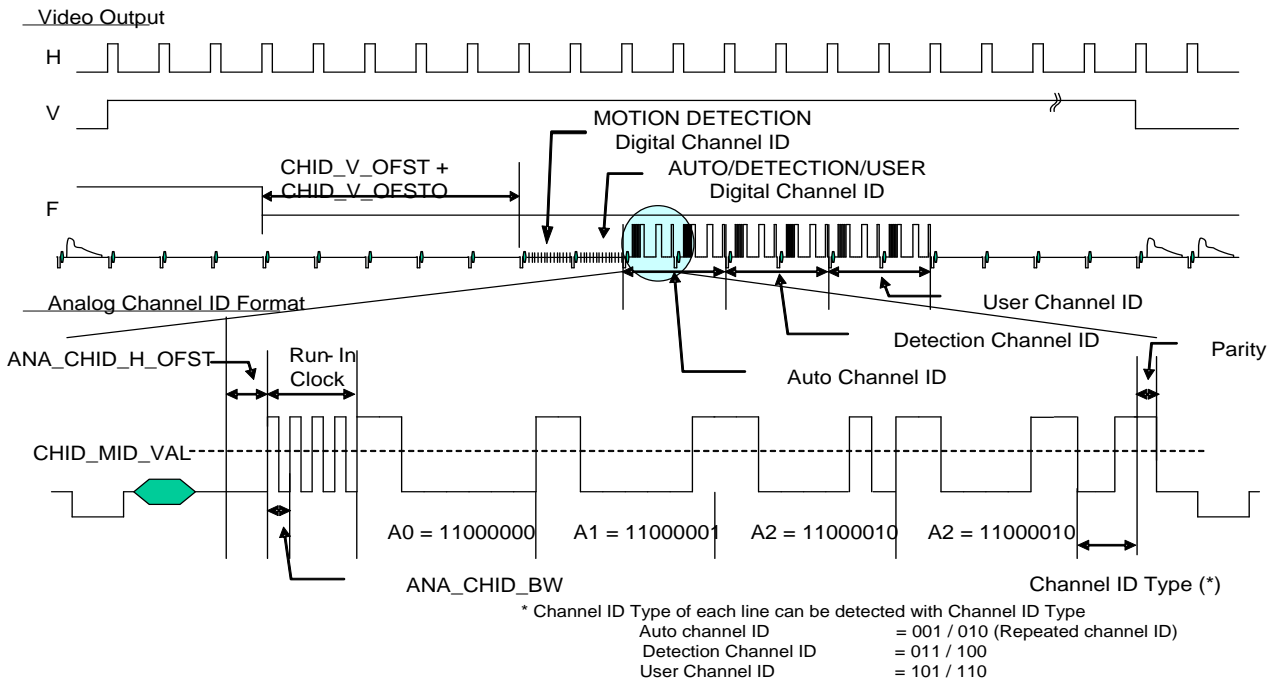 Video Output
H
V
MOTION DETECTION
Digital Channel ID
CHID_V_OFST +
CHID_V_OFSTO
AUTO/DETECTION/USER
Digital Channel ID
F
Analog Channel ID Format
User Channel ID
Detection Channel ID
Auto Channel ID
ANA_CHID_H_OFST
Run-In
Clock
Parity
CHID_MID_VAL
A0 = 11000000
A1 = 11000001
A2 = 11000010
A2 = 11000010
ANA_CHID_BW
Channel ID Type (*)
* Channel ID Type of each line can be detected with Channel ID Type
Auto channel ID = 001 / 010 (Repeated channel ID)
Detection Channel ID = 011 / 100
User Channel ID = 101 / 110